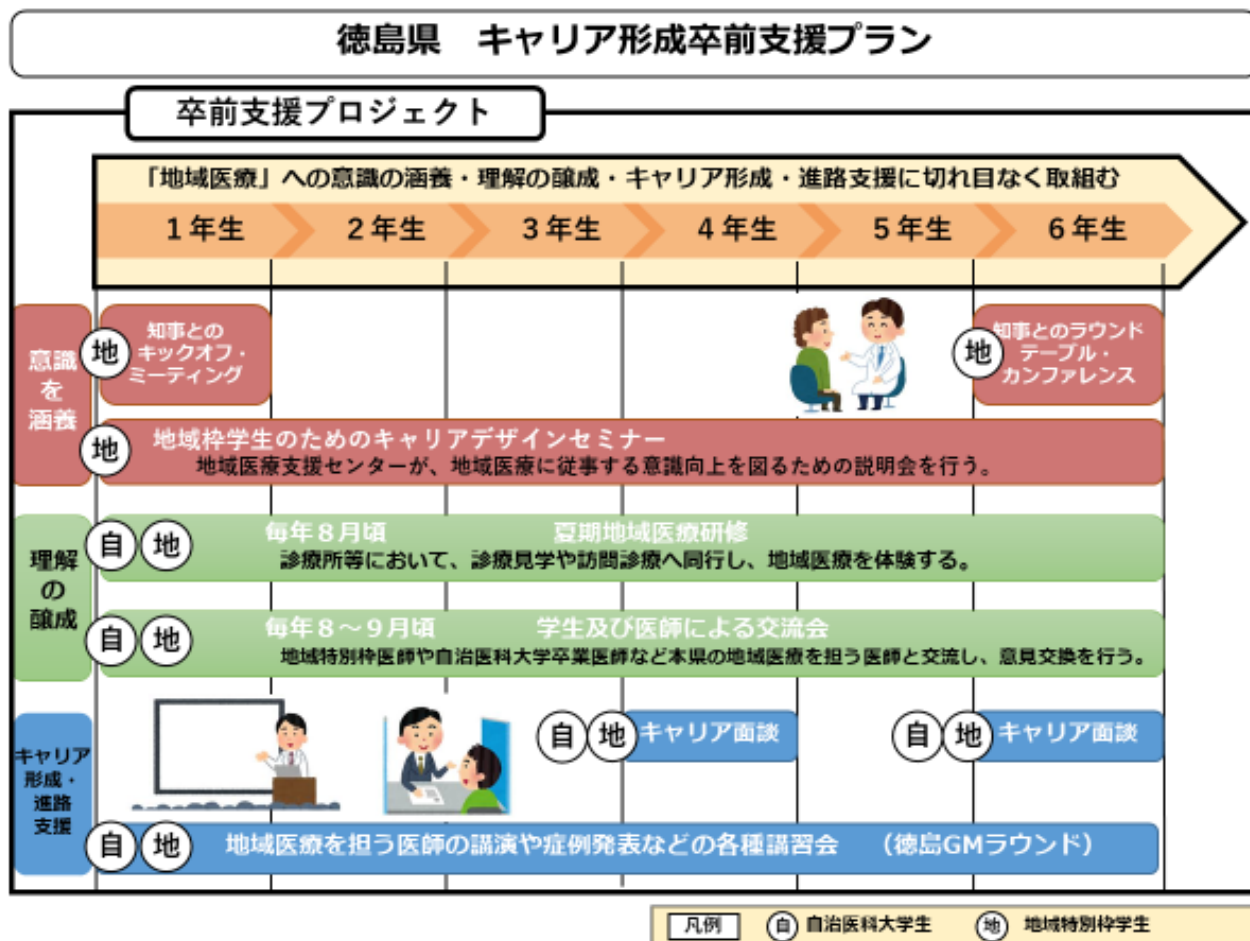 徳島県　キャリア形成卒前支援プラン
卒前支援プロジェクト
「地域医療」への意識の涵養・理解の醸成・キャリア形成・進路支援に切れ目なく取組む
1年生
2年生
3年生
4年生
5年生
6年生
意識
を
涵養
地
知事との
キックオフ・
ミーティング
地
知事とのラウンド
テーブル・
カンファレンス
地
地域枠学生のためのキャリアデザインセミナー
地域医療支援センターが、地域医療に従事する意識向上を図るための説明会を行う。
理解
の
醸成
自 地
毎年８月頃　夏期地域医療研修
診療所等において、診療見学や訪問診療へ同行し、地域医療を体験する。
自 地
毎年８～９月頃　学生及び医師による交流会
地域特別枠医師や自治医科大学卒業医師など本県の地域医療を担う医師と交流し、意見交換を行う。
キャリア
形成・
進路
支援
自 地 キャリア面談
自 地 キャリア面談
自 地 地域医療を担う医師の講演や症例発表などの各種講習会　（徳島GMラウンド）
凡例　自 自治医科大学生　地 地域特別枠学生